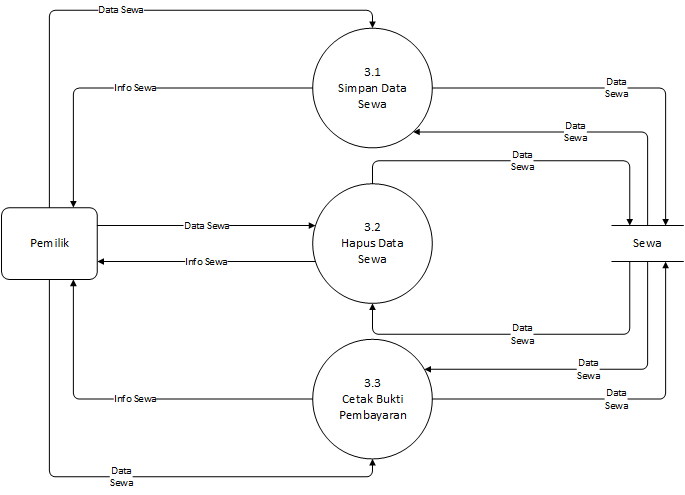 Data Sewa
3.1
Simpan Data
Sewa
Info Sewa
Data
Sewa
Data
Sewa
Data
Sewa
Pemilik
Data Sewa
3.2
Hapus Data
Sewa
Sewa
Info Sewa
Data
Sewa
Data
Sewa
3.3
Cetak Bukti
Pembayaran
Info Sewa
Data
Sewa
Data
Sewa